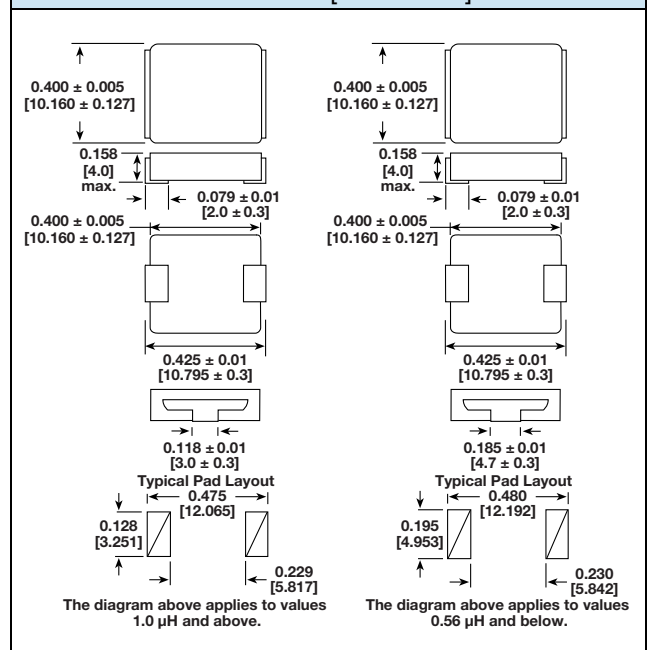 0.400 ± 0.005
[10.160 ± 0.127]
0.158
[4.0]
max.
0.079 ± 0.01
[2.0 ± 0.3]
0.400 ± 0.005
[10.160 ± 0.127]
0.425 ± 0.01
[10.795 ± 0.3]
0.118 ± 0.01
[3.0 ± 0.3]
Typical Pad Layout
0.475
[12.065]
0.128
[3.251]
0.229
[5.817]
The diagram above applies to values
1.0 µH and above.
0.400 ± 0.005
[10.160 ± 0.127]
0.158
[4.0]
max.
0.079 ± 0.01
[2.0 ± 0.3]
0.400 ± 0.005
[10.160 ± 0.127]
0.425 ± 0.01
[10.795 ± 0.3]
0.185 ± 0.01
[4.7 ± 0.3]
Typical Pad Layout
0.480
[12.192]
0.195
[4.953]
0.230
[5.842]
The diagram above applies to values
0.56 µH and below.